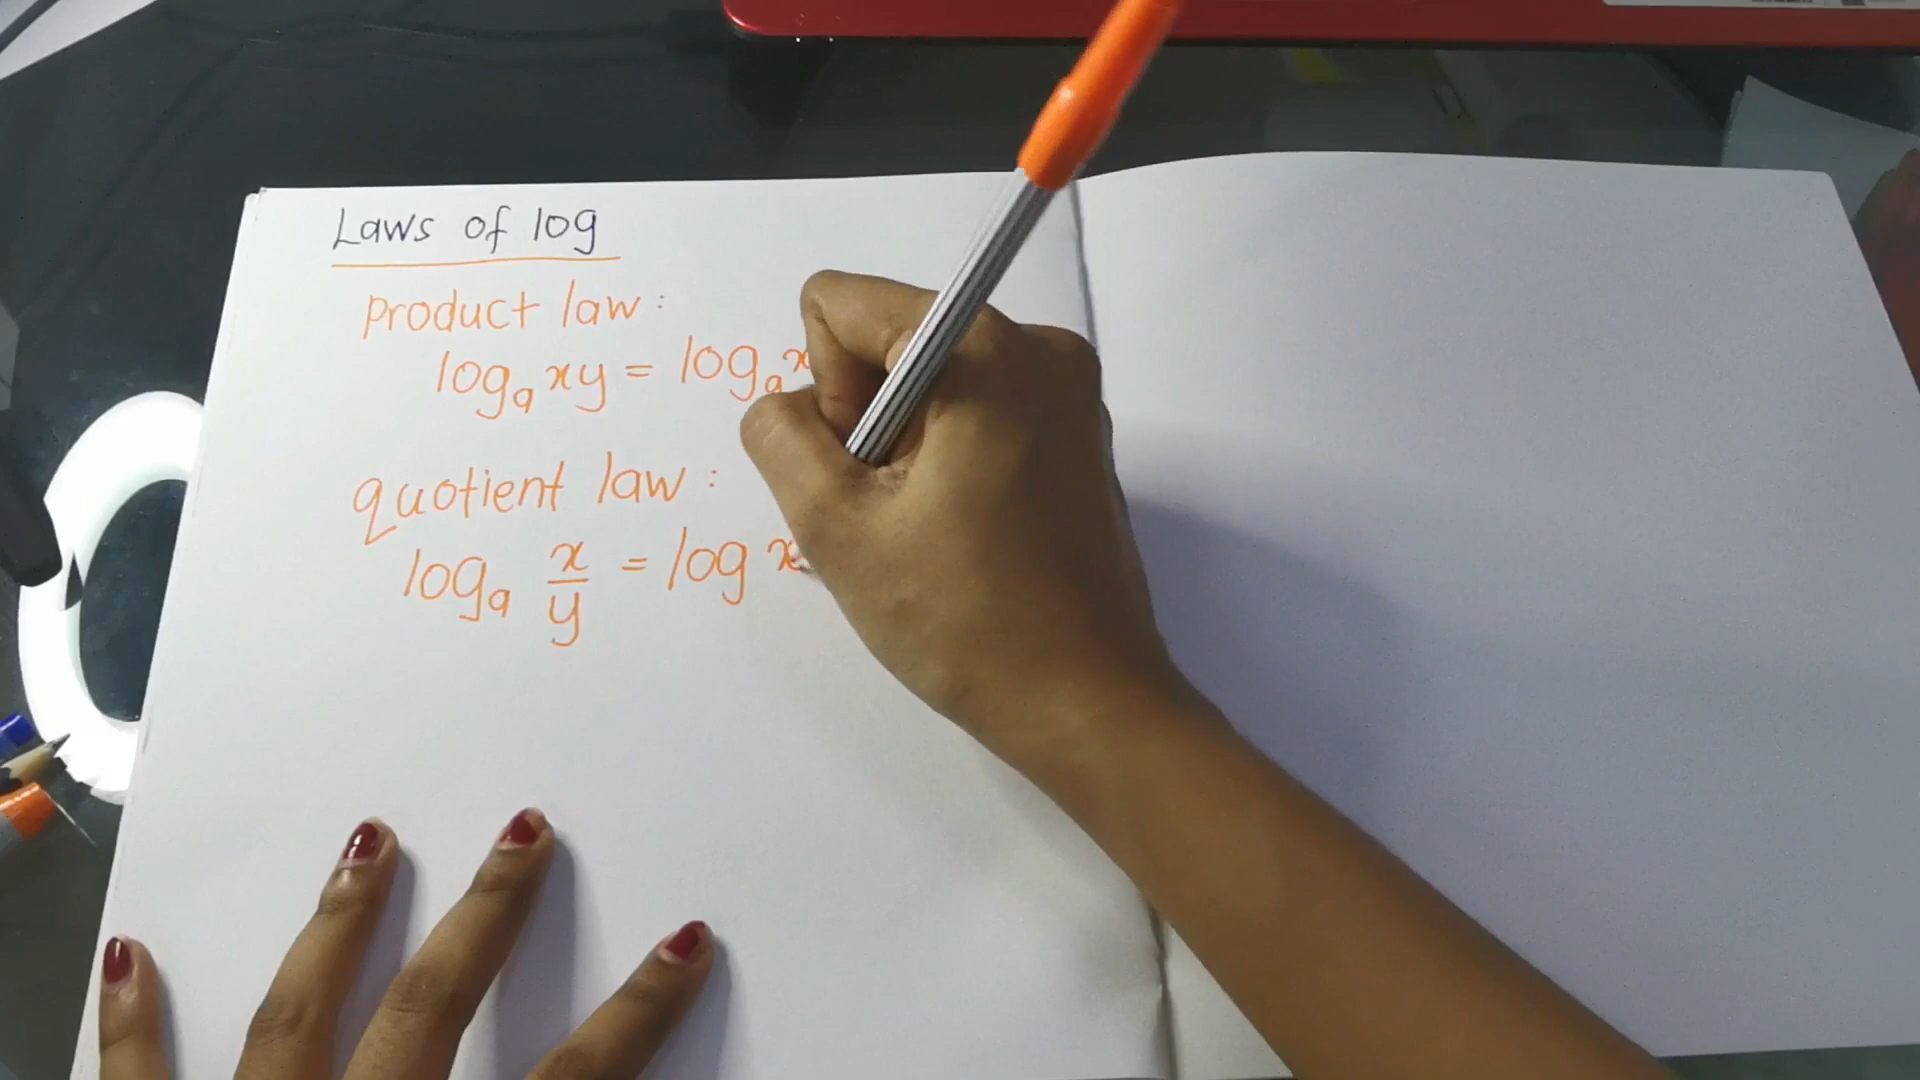 Laws of log
product law:
logₐ xy = logₐ x
quotient law:
logₐ x/y = log x